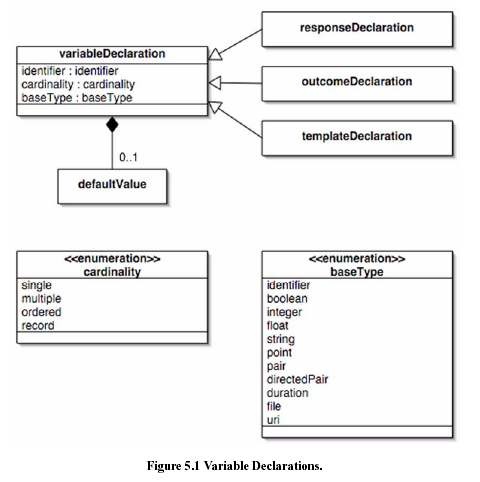 variableDeclaration
identifier : identifier
cardinality : cardinality
baseType : baseType
responseDeclaration
outcomeDeclaration
templateDeclaration
0..1
defaultValue
<<enumeration>>
cardinality
single
multiple
ordered
record
<<enumeration>>
baseType
identifier
boolean
integer
float
string
point
pair
directedPair
duration
file
uri
Figure 5.1 Variable Declarations.